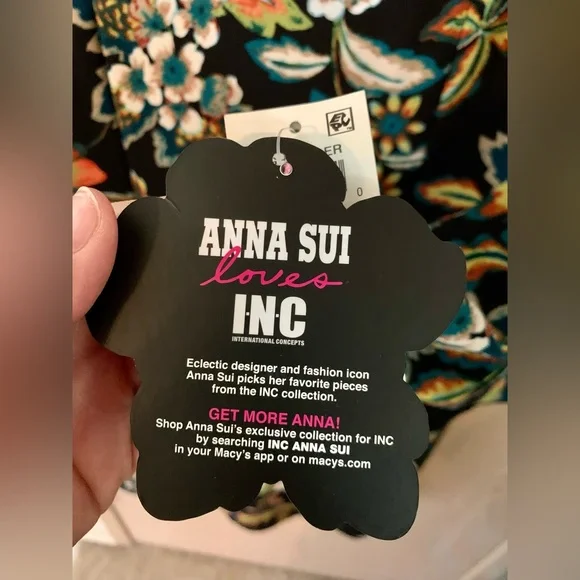 ER
0
ANNA SUI
loves
I·N·C
INTERNATIONAL CONCEPTS
Eclectic designer and fashion icon
Anna Sui picks her favorite pieces
from the INC collection.
GET MORE ANNA!
Shop Anna Sui's exclusive collection for INC
by searching INC ANNA SUI
in your Macy's app or on macys.com